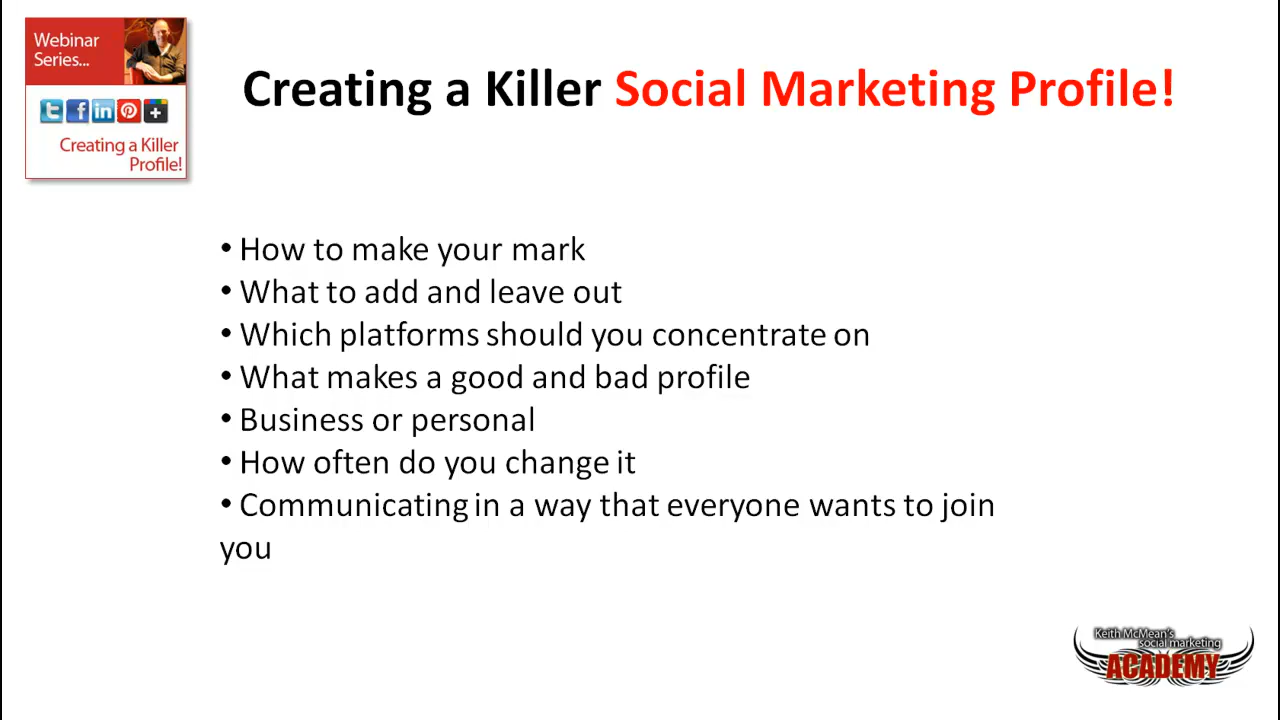 Webinar
Series...
Creating a Killer
Profile!
Creating a Killer Social Marketing Profile!
• How to make your mark
• What to add and leave out
• Which platforms should you concentrate on
• What makes a good and bad profile
• Business or personal
• How often do you change it
• Communicating in a way that everyone wants to join
you
Keith McMean's
social marketing
ACADEMY